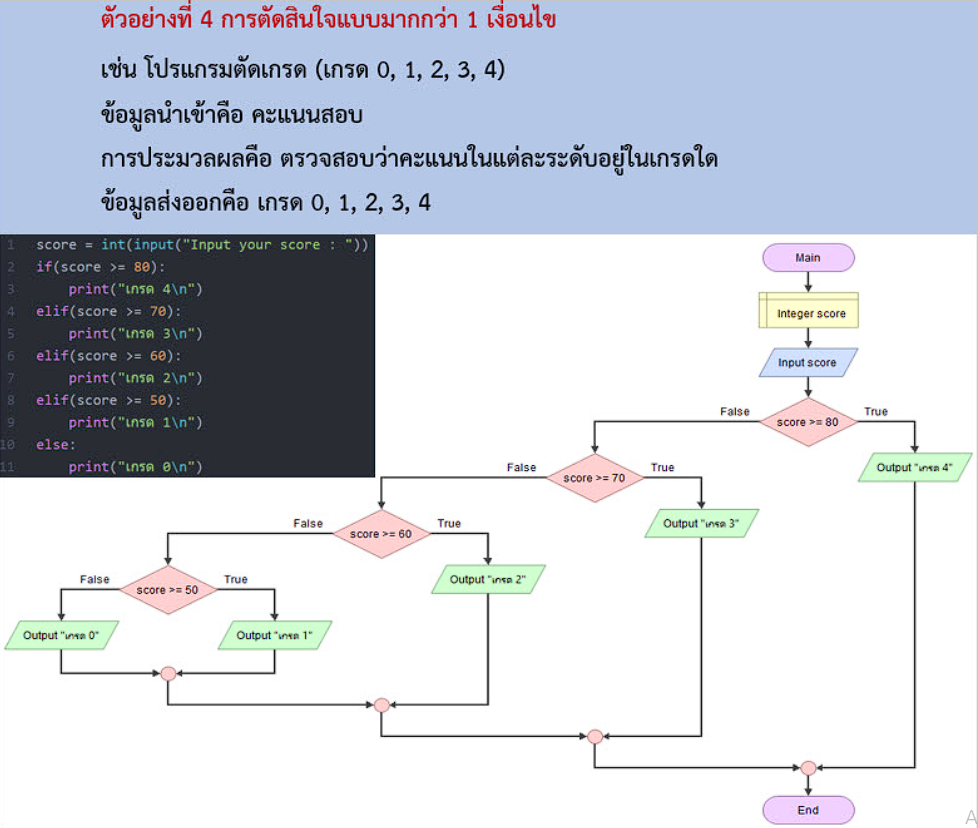 ตัวอย่างที่ 4 การตัดสินใจแบบมากกว่า 1 เงื่อนไข
เช่น โปรแกรมตัดเกรด (เกรด 0, 1, 2, 3, 4)
ข้อมูลนำเข้าคือ คะแนนสอบ
การประมวลผลคือ ตรวจสอบว่าคะแนนในแต่ละระดับอยู่ในเกรดใด
ข้อมูลส่งออกคือ เกรด 0, 1, 2, 3, 4
1 score = int(input("Input your score : "))
2 if(score >= 80):
3 print("เกรด 4\n")
4 elif(score >= 70):
5 print("เกรด 3\n")
6 elif(score >= 60):
7 print("เกรด 2\n")
8 elif(score >= 50):
9 print("เกรด 1\n")
10 else:
11 print("เกรด 0\n")
Main
Integer score
Input score
False
score >= 80
True
Output "เกรด 4"
False
score >= 70
True
Output "เกรด 3"
False
score >= 60
True
Output "เกรด 2"
False
score >= 50
True
Output "เกรด 0"
Output "เกรด 1"
End
A